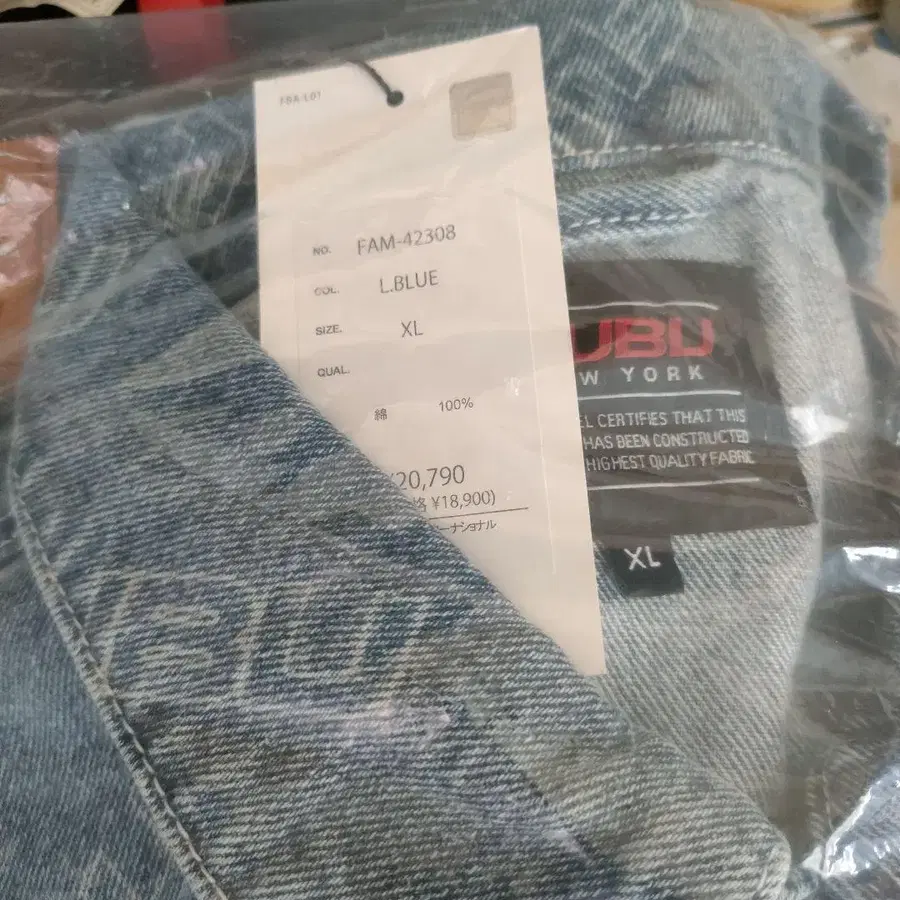 FBA-L01
NO. FAM-42308
COL. L.BLUE
SIZE. XL
QUAL.
綿 100%
¥20,790
格 ¥18,900)
ーナショナル
UBU
W YORK
EL CERTIFIES THAT THIS
HAS BEEN CONSTRUCTED
HIGHEST QUALITY FABRIC
XL